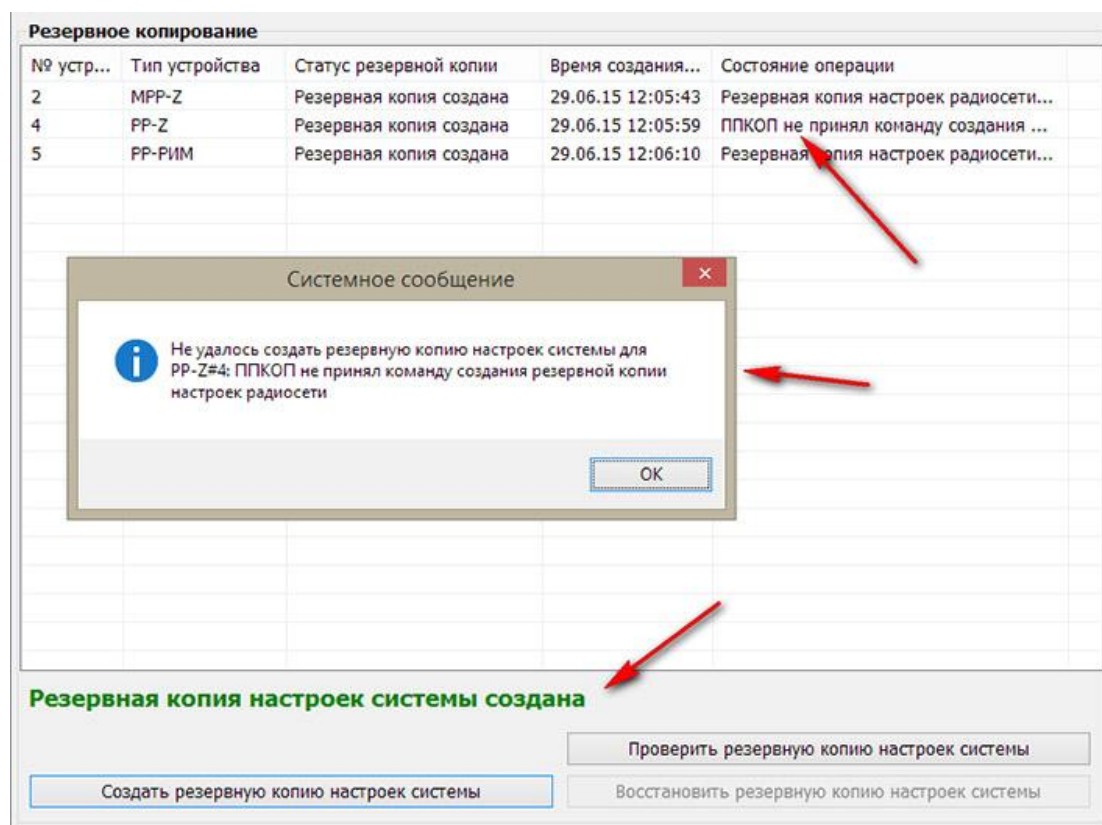 Резервное копирование
№ устр... Тип устройства Статус резервной копии Время создания... Состояние операции
2 MPP-Z Резервная копия создана 29.06.15 12:05:43 Резервная копия настроек радиосети...
4 PP-Z Резервная копия создана 29.06.15 12:05:59 ППКОП не принял команду создания ...
5 РР-РИМ Резервная копия создана 29.06.15 12:06:10 Резервная копия настроек радиосети...
Системное сообщение
Не удалось создать резервную копию настроек системы для
PP-Z#4: ППКОП не принял команду создания резервной копии
настроек радиосети
OK
Резервная копия настроек системы создана
Проверить резервную копию настроек системы
Создать резервную копию настроек системы
Восстановить резервную копию настроек системы